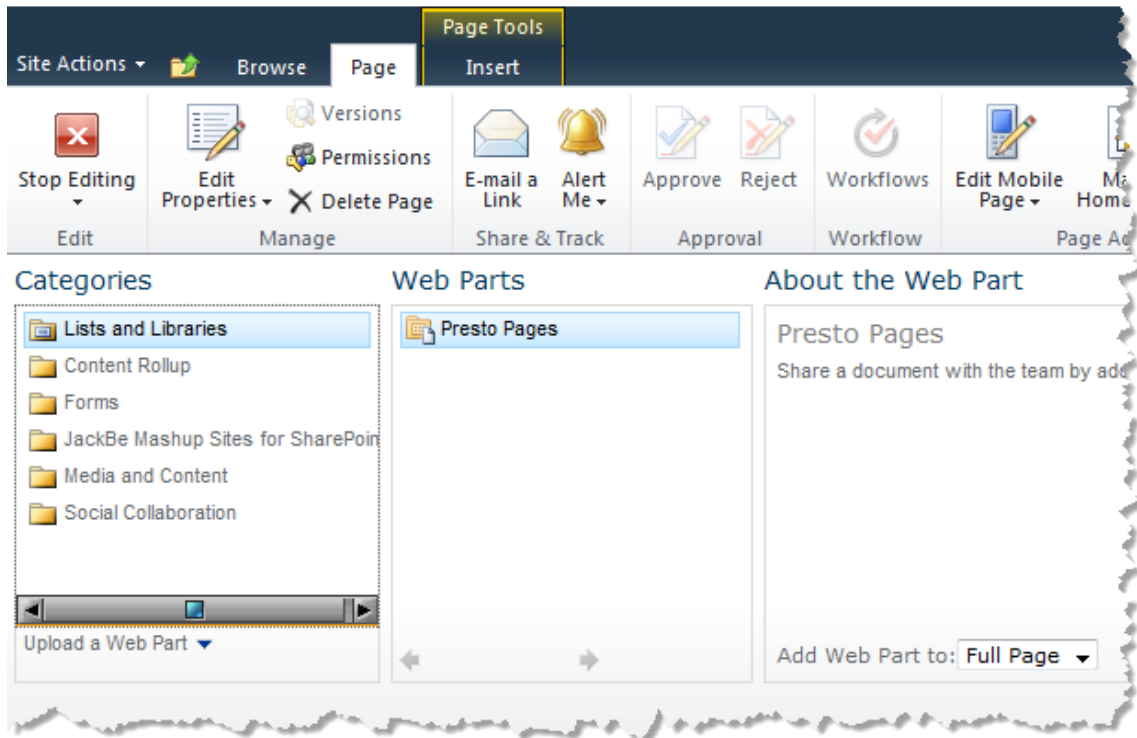 Page Tools
Site Actions Browse Page Insert
Versions
Permissions
Delete Page
Stop Editing
Edit
Properties
E-mail a
Link
Alert
Me
Approve Reject Workflows
Edit Mobile
Page
Edit Manage Share & Track Approval Workflow Page
Categories Web Parts About the Web Part
Lists and Libraries
Content Rollup
Forms
JackBe Mashup Sites for SharePoin
Media and Content
Social Collaboration
Upload a Web Part
Presto Pages
Presto Pages
Share a document with the team by
Add Web Part to: Full Page